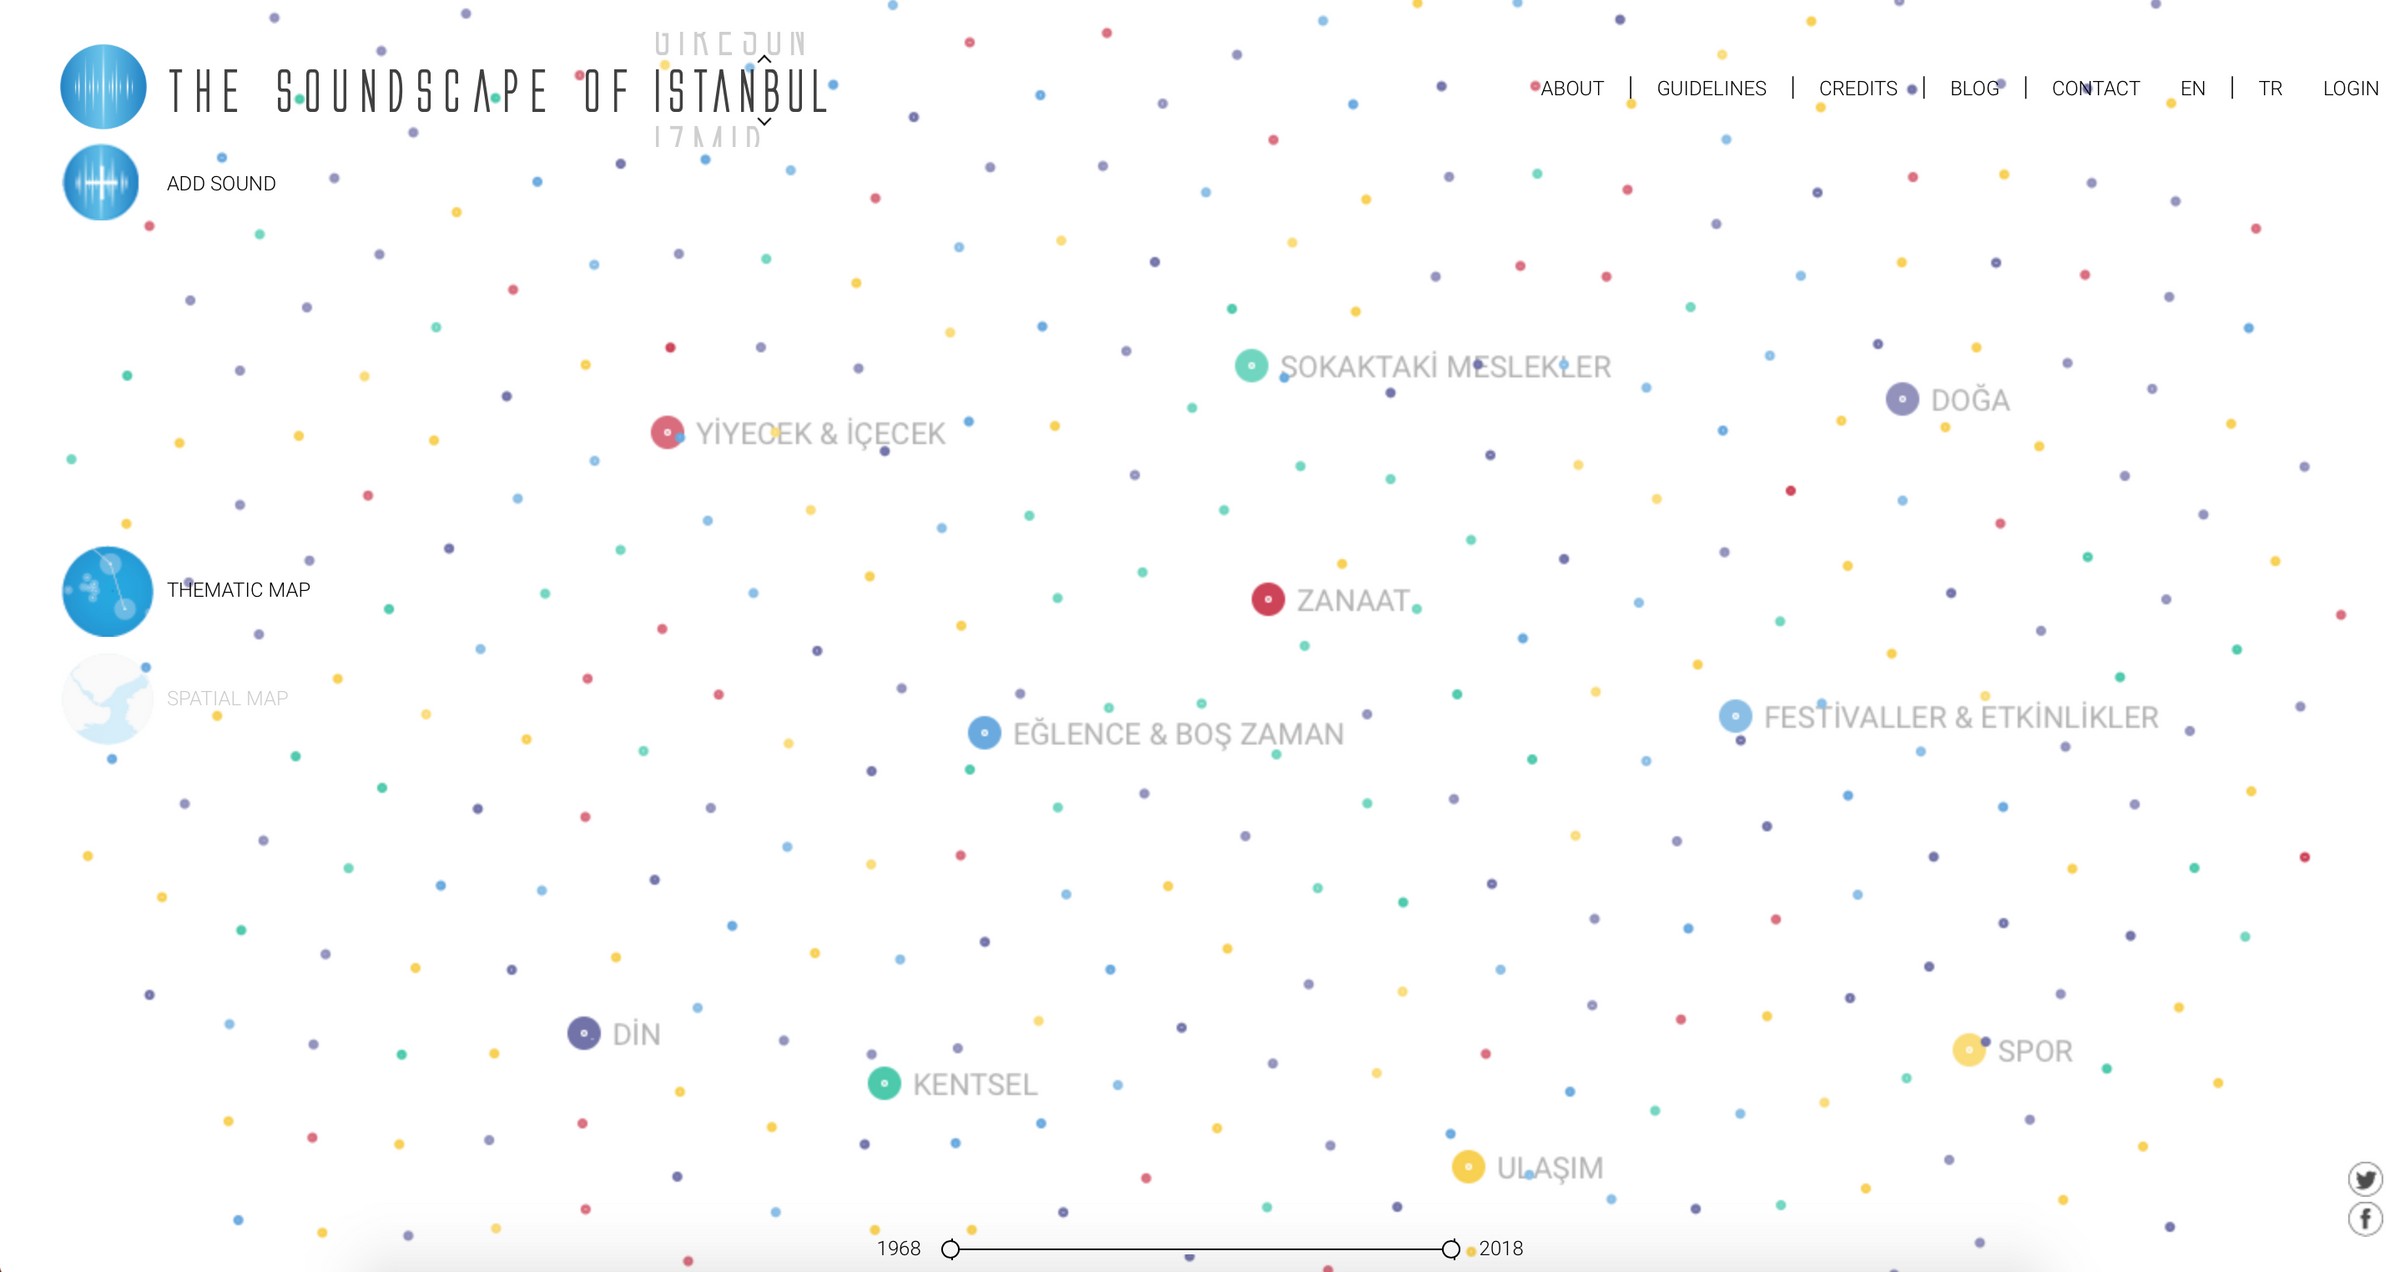 GIRESUN
THE SOUNDSCAPE OF ISTANBUL
IZMID
ABOUT | GUIDELINES | CREDITS | BLOG | CONTACT EN | TR LOGIN
ADD SOUND
SOKAKTAKİ MESLEKLER
DOĞA
YİYECEK & İÇECEK
THEMATIC MAP
ZANAAT
SPATIAL MAP
FESTİVALLER & ETKİNLİKLER
EĞLENCE & BOŞ ZAMAN
DİN
SPOR
KENTSEL
ULAŞIM
1968 2018